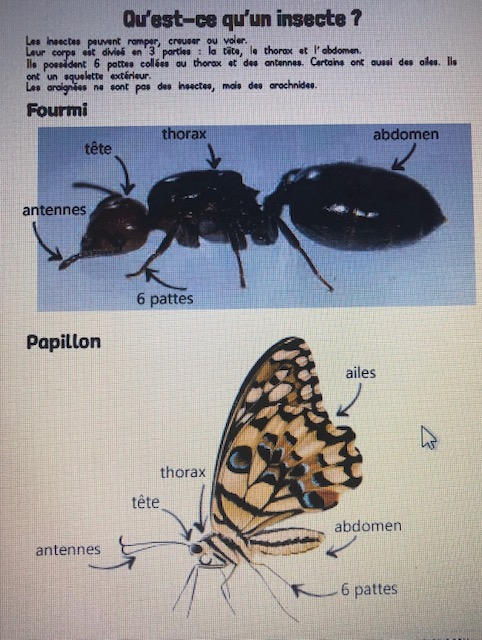 Qu'est-ce qu'un insecte ?
Les insectes peuvent ramper, creuser ou voler.
Leur corps est divisé en 3 parties : la tête, le thorax et l'abdomen.
Ils possèdent 6 pattes collées au thorax et des antennes. Certains ont aussi des ailes. Ils
ont un squelette extérieur.
Les araignées ne sont pas des insectes, mais des arachnides.
Fourmi
thorax
abdomen
tête
antennes
6 pattes
Papillon
ailes
thorax
tête
abdomen
antennes
6 pattes